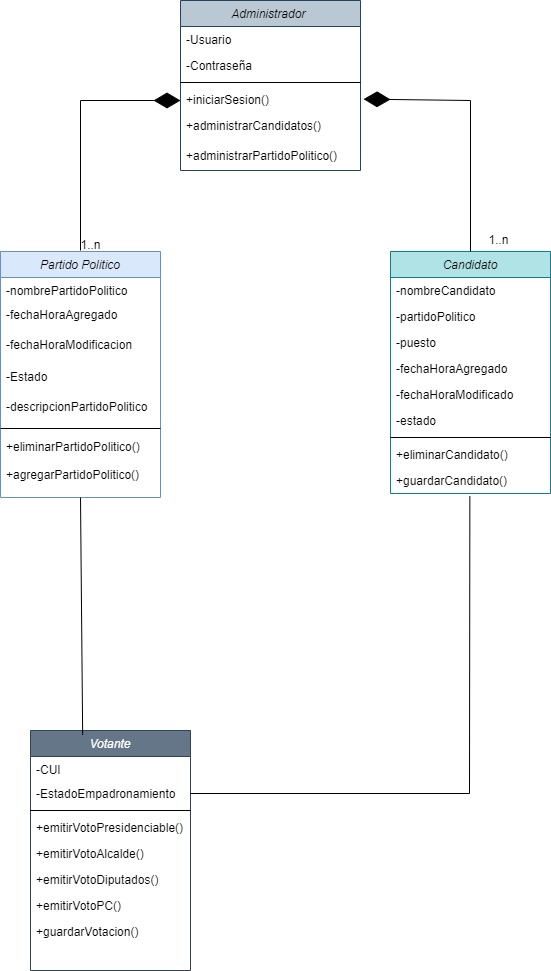 Administrador
-Usuario
-Contraseña
+iniciarSesion()
+administrarCandidatos()
+administrarPartidoPolitico()
1..n
1..n
Partido Politico
-nombrePartidoPolitico
-fechaHoraAgregado
-fechaHoraModificacion
-Estado
-descripcionPartidoPolitico
+eliminarPartidoPolitico()
+agregarPartidoPolitico()
Candidato
-nombreCandidato
-partidoPolitico
-puesto
-fechaHoraAgregado
-fechaHoraModificado
-estado
+eliminarCandidato()
+guardarCandidato()
Votante
-CUI
-EstadoEmpadronamiento
+emitirVotoPresidenciable()
+emitirVotoAlcalde()
+emitirVotoDiputados()
+emitirVotoPC()
+guardarVotacion()